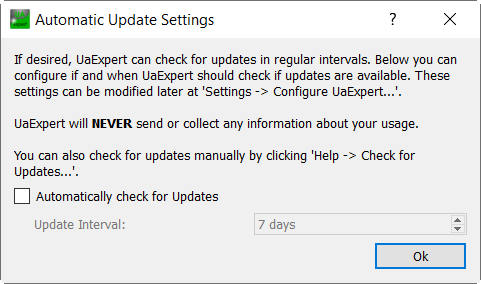 Automatic Update Settings
If desired, UaExpert can check for updates in regular intervals. Below you can
configure if and when UaExpert should check if updates are available. These
settings can be modified later at 'Settings -> Configure UaExpert...'.
UaExpert will NEVER send or collect any information about your usage.
You can also check for updates manually by clicking 'Help -> Check for
Updates...'.
Automatically check for Updates
Update Interval:
7 days
Ok